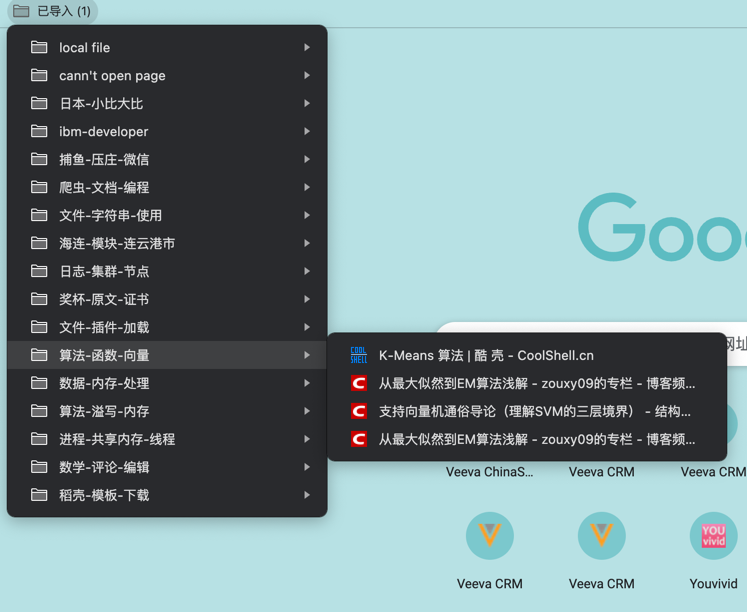 已导入 (1)
local file
cann't open page
日本-小比大比
ibm-developer
捕鱼-压庄-微信
爬虫-文档-编程
文件-字符串-使用
海连-模块-连云港市
日志-集群-节点
奖杯-原文-证书
文件-插件-加载
算法-函数-向量
数据-内存-处理
算法-溢写-内存
进程-共享内存-线程
数学-评论-编辑
稻壳-模板-下载
Goo
网址
COOL SHELL
K-Means 算法 | 酷 壳 - CoolShell.cn
从最大似然到EM算法浅解 - zouxy09的专栏 - 博客频...
支持向量机通俗导论（理解SVM的三层境界） - 结构...
从最大似然到EM算法浅解 - zouxy09的专栏 - 博客频...
Veeva ChinaS... Veeva CRM Veeva CRM
YOU
vivid
Veeva CRM Veeva CRM Youvivid